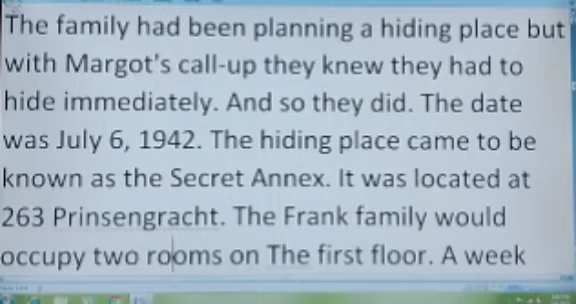 The family had been planning a hiding place but
with Margot's call-up they knew they had to
hide immediately. And so they did. The date
was July 6, 1942. The hiding place came to be
known as the Secret Annex. It was located at
263 Prinsengracht. The Frank family would
occupy two rooms on The first floor. A week